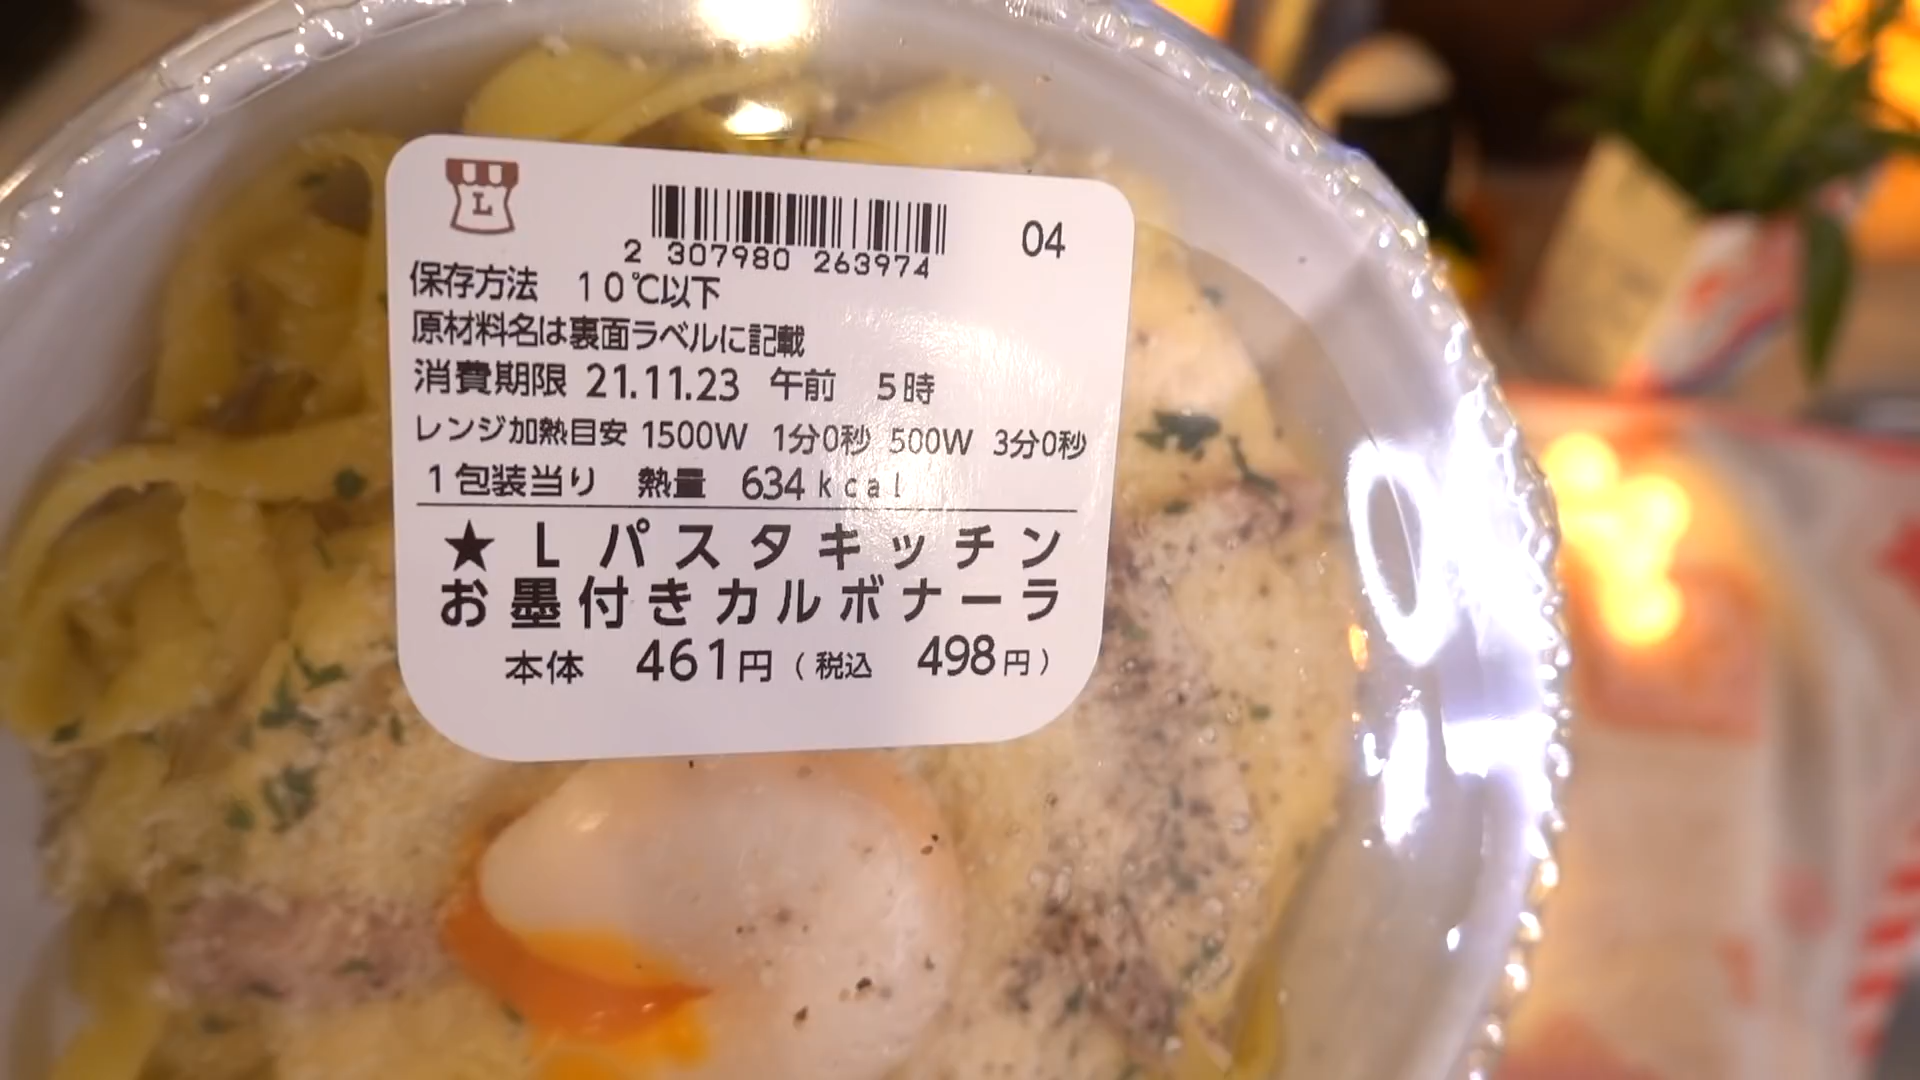 L
2 307980 263974
04
保存方法 10℃以下
原材料名は裏面ラベルに記載
消費期限 21.11.23 午前 5時
レンジ加熱目安 1500W 1分0秒 500W 3分0秒
1包装当り 熱量 634kcal
★Lパスタキッチン
お墨付きカルボナーラ
本体 461円(税込 498円)